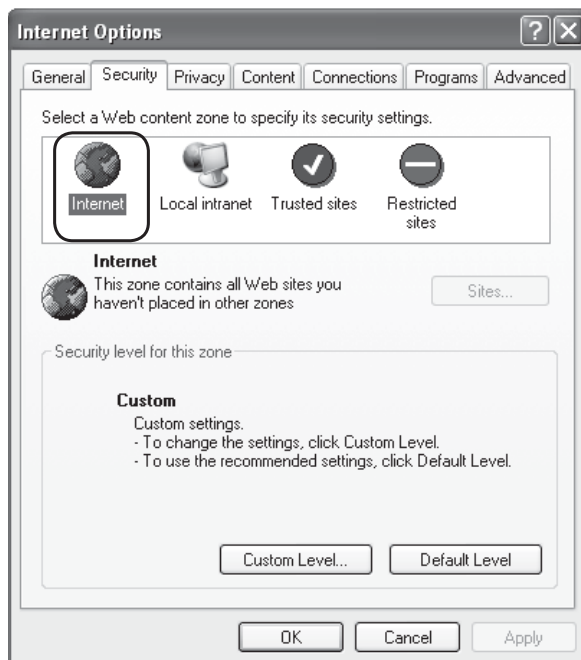 Internet Options
General Security Privacy Content Connections Programs Advanced
Select a Web content zone to specify its security settings.
Internet Local intranet Trusted sites Restricted
sites
Internet
This zone contains all Web sites you
haven't placed in other zones
Sites...
Security level for this zone
Custom
Custom settings.
- To change the settings, click Custom Level.
- To use the recommended settings, click Default Level.
Custom Level... Default Level
OK Cancel Apply